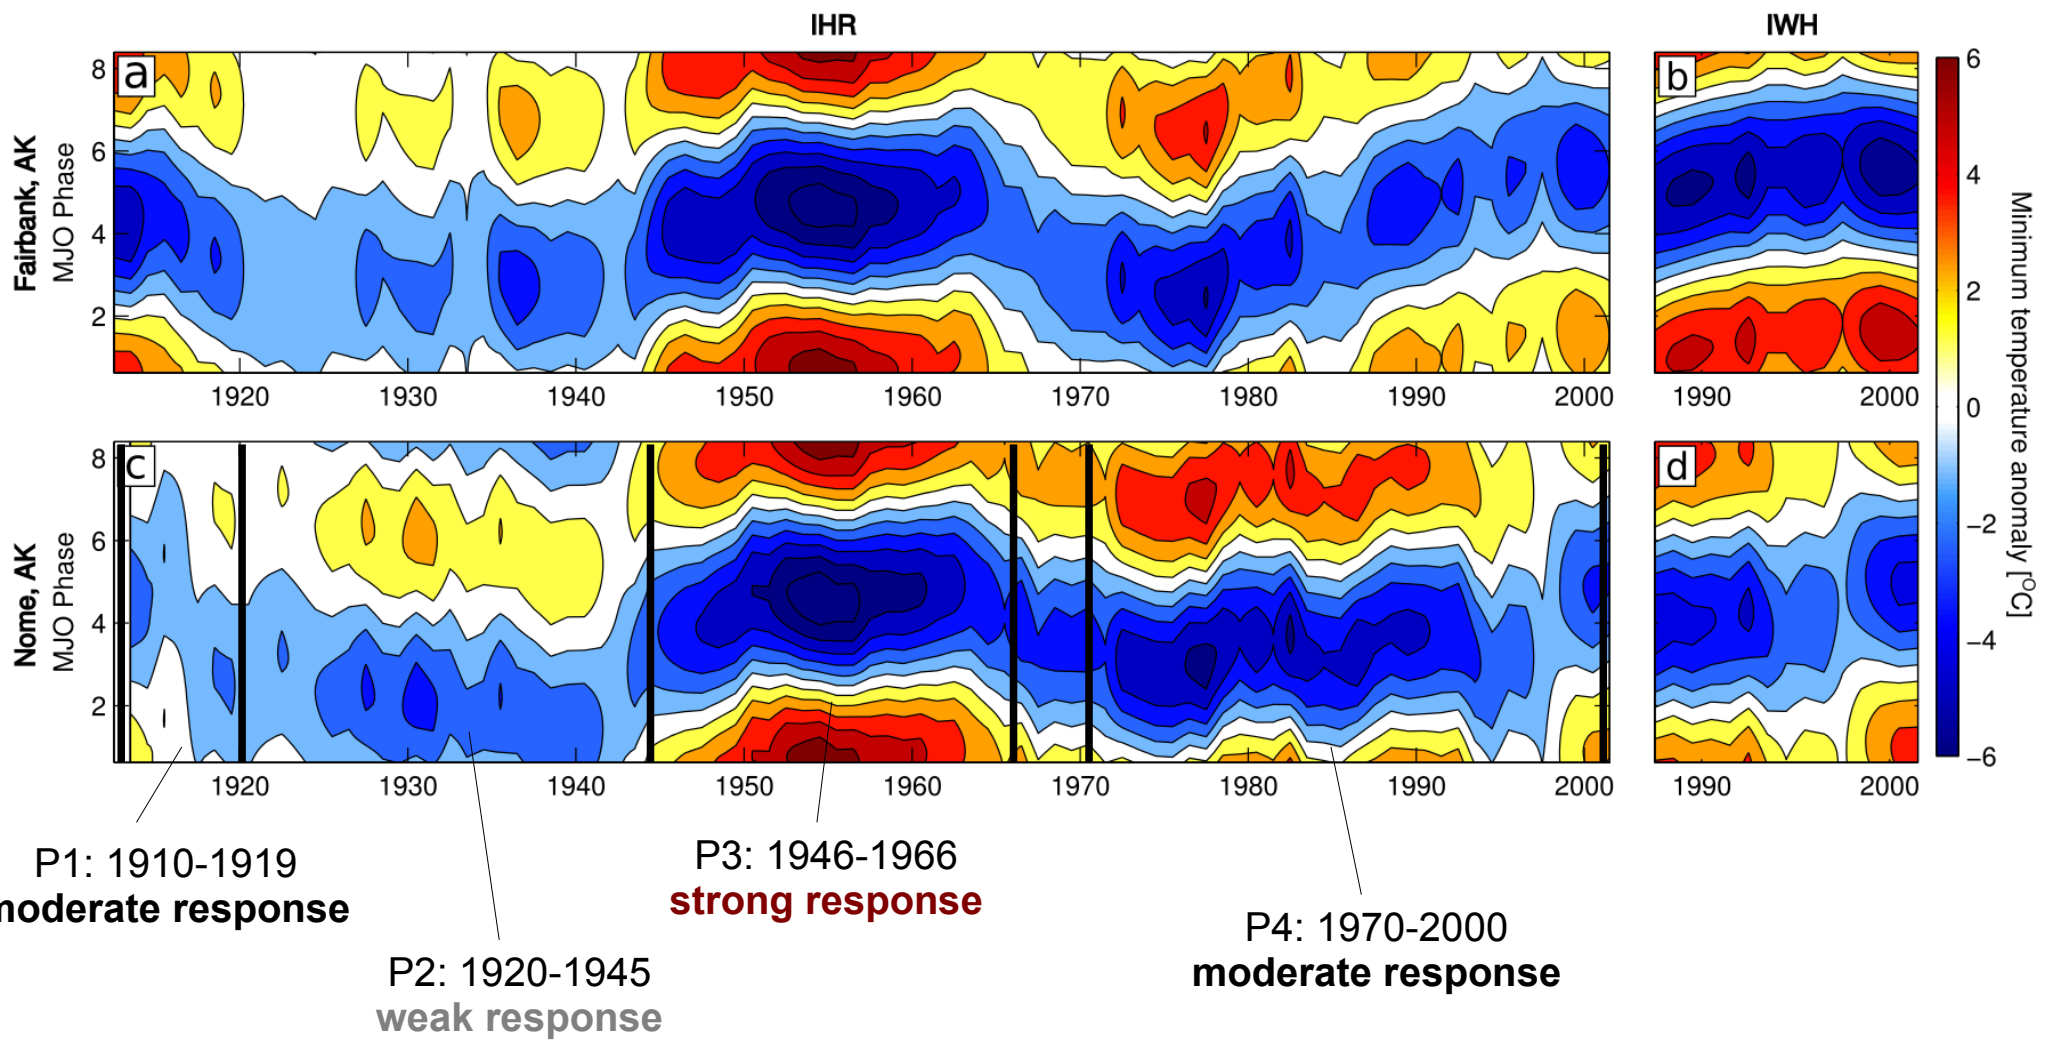 IHR
IWH
a
b
8
6
4
2
Fairbank, AK
MJO Phase
1920 1930 1940 1950 1960 1970 1980 1990 2000
1990 2000
c
d
8
6
4
2
Nome, AK
MJO Phase
1920 1930 1940 1950 1960 1970 1980 1990 2000
1990 2000
6
4
2
0
−2
−4
−6
Minimum temperature anomaly [°C]
P1: 1910-1919
moderate response
P2: 1920-1945
weak response
P3: 1946-1966
strong response
P4: 1970-2000
moderate response